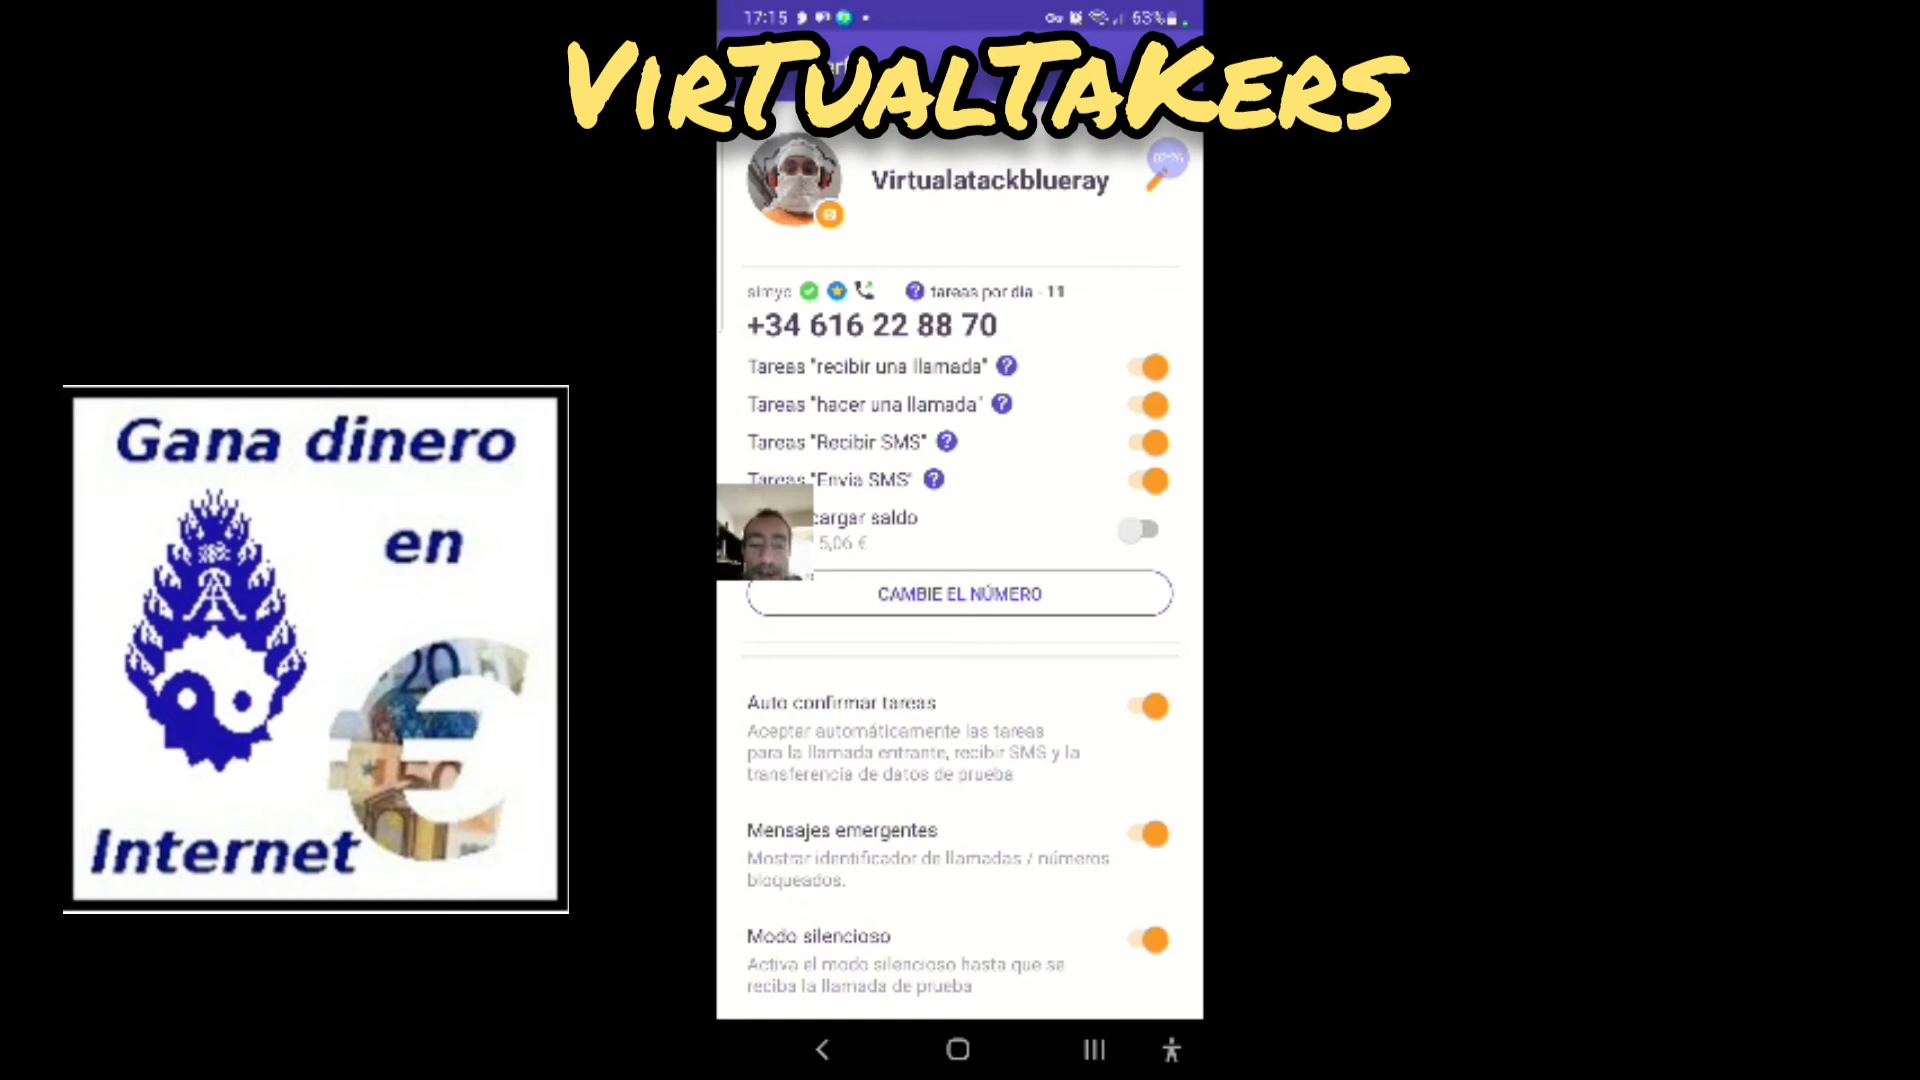 17:15
63%
VirTualTaKers
Virtualatackblueray
simyo
tareas por dia - 11
+34 616 22 88 70
Tareas "recibir una llamada"
Tareas "hacer una llamada"
Tareas "Recibir SMS"
Tareas "Envia SMS"
cargar saldo
5,06 €
CAMBIE EL NÚMERO
Auto confirmar tareas
Aceptar automáticamente las tareas
para la llamada entrante, recibir SMS y la
transferencia de datos de prueba
Mensajes emergentes
Mostrar identificador de llamadas / números
bloqueados.
Modo silencioso
Activa el modo silencioso hasta que se
reciba la llamada de prueba
Gana dinero
en
Internet